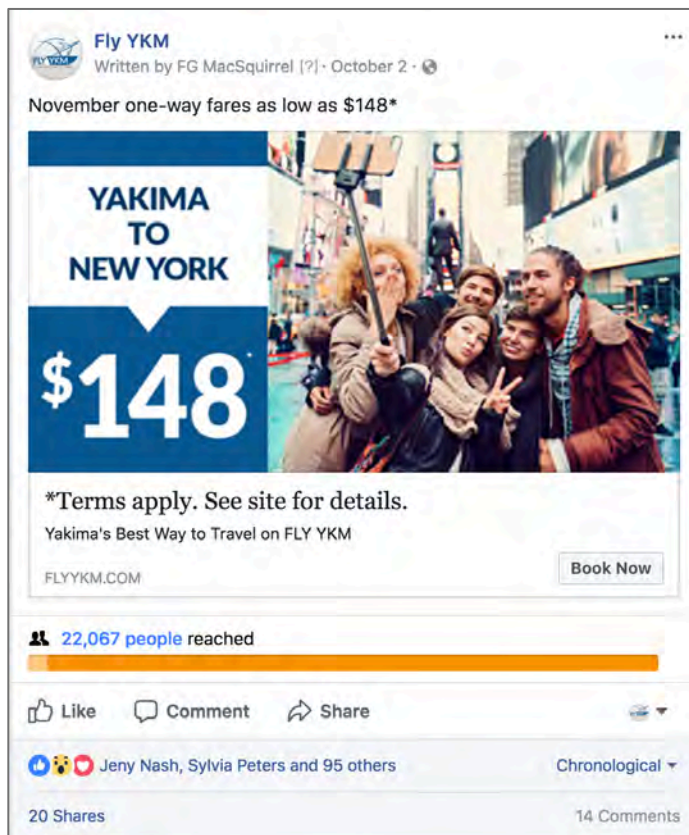 Fly YKM
Written by FG MacSquirrel [?] · October 2 ·
November one-way fares as low as $148*
YAKIMA
TO
NEW YORK
$148*
*Terms apply. See site for details.
Yakima's Best Way to Travel on FLY YKM
FLYYKM.COM
Book Now
22,067 people reached
Like Comment Share
Jeny Nash, Sylvia Peters and 95 others Chronological
20 Shares 14 Comments